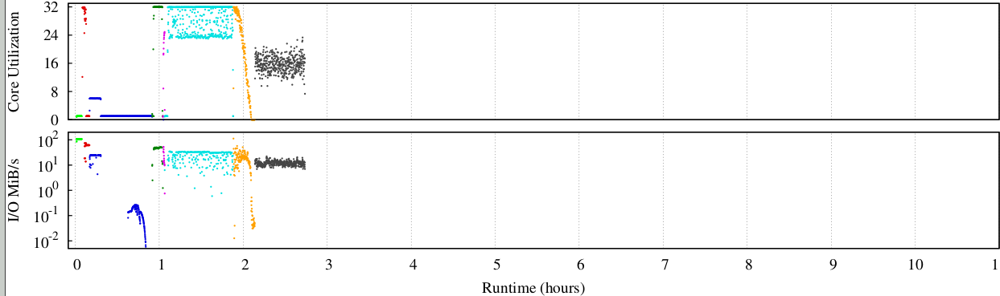 Core Utilization
32
24
16
8
0
I/O MiB/s
10²
10¹
10⁰
10⁻¹
10⁻²
0 1 2 3 4 5 6 7 8 9 10 1
Runtime (hours)